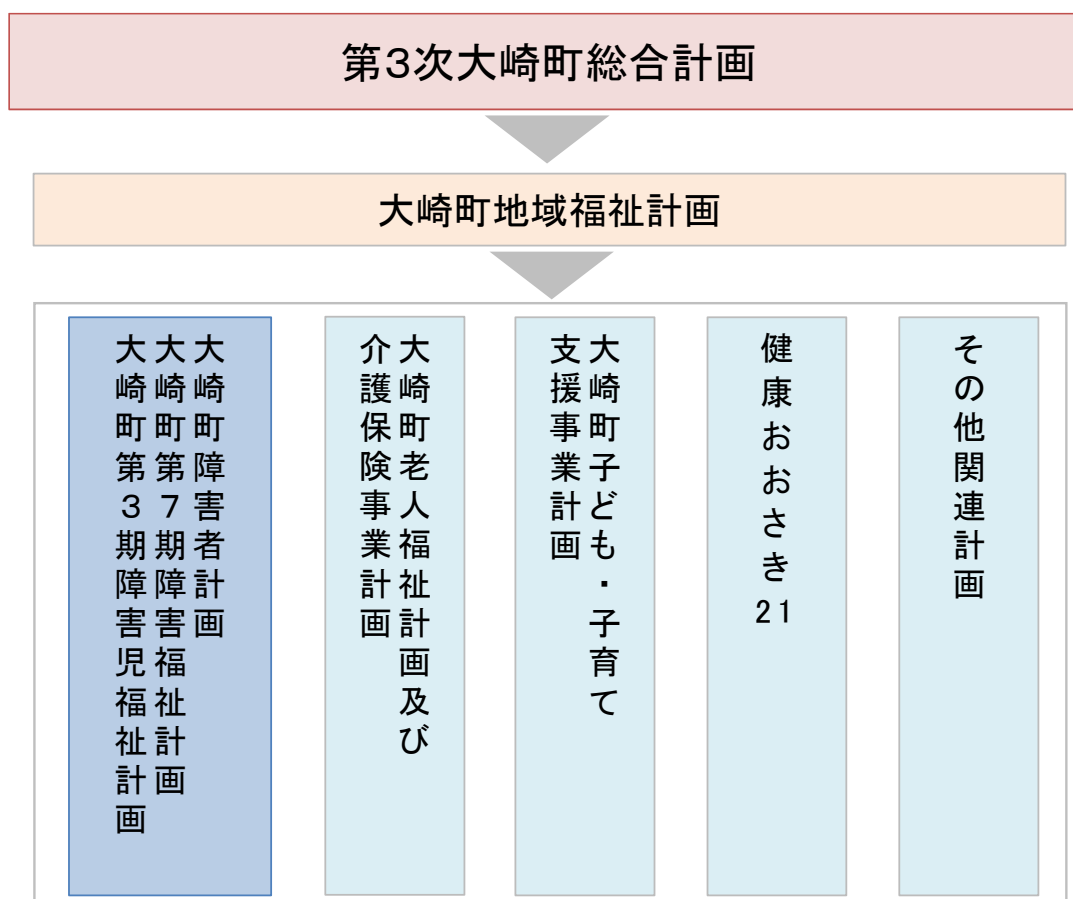 第3次大崎町総合計画
大崎町地域福祉計画
大崎町障害者計画
大崎町第7期障害福祉計画
大崎町第3期障害児福祉計画
大崎町老人福祉計画及び
介護保険事業計画
大崎町子ども・子育て
支援事業計画
健康おおさき21
その他関連計画